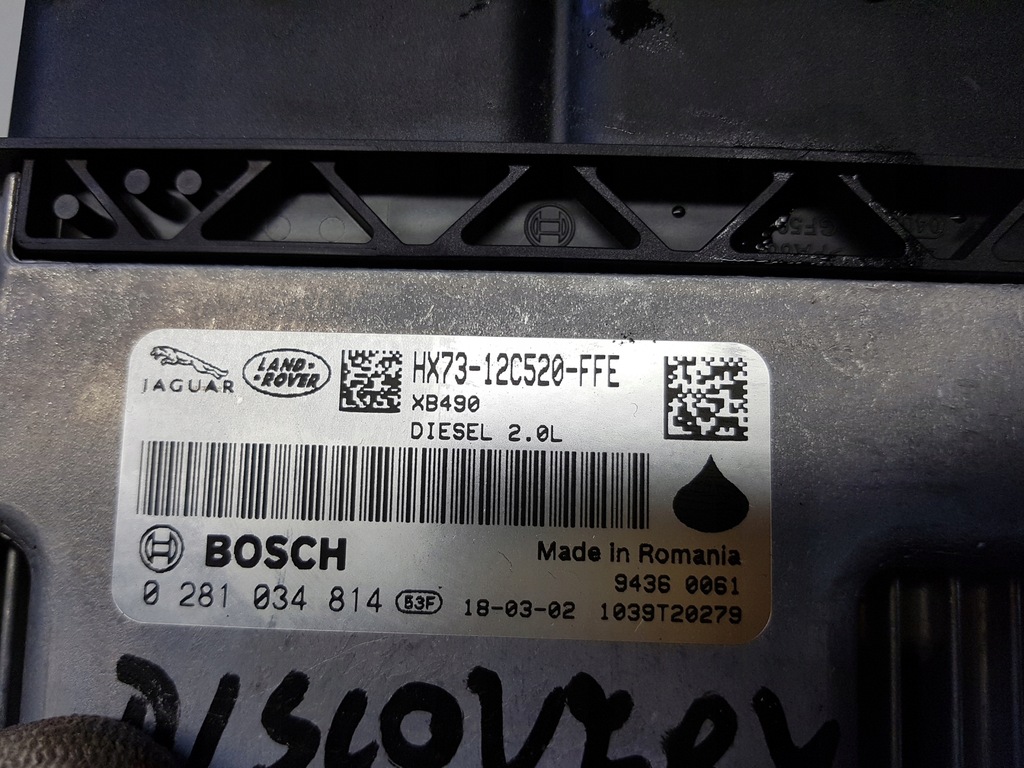 JAGUAR
LAND-
-ROVER
HX73-12C520-FFE
XB490
DIESEL 2.0L
BOSCH
Made in Romania
9436 0061
0 281 034 814 53F 18-03-02 1039T20279
DISCOVREY